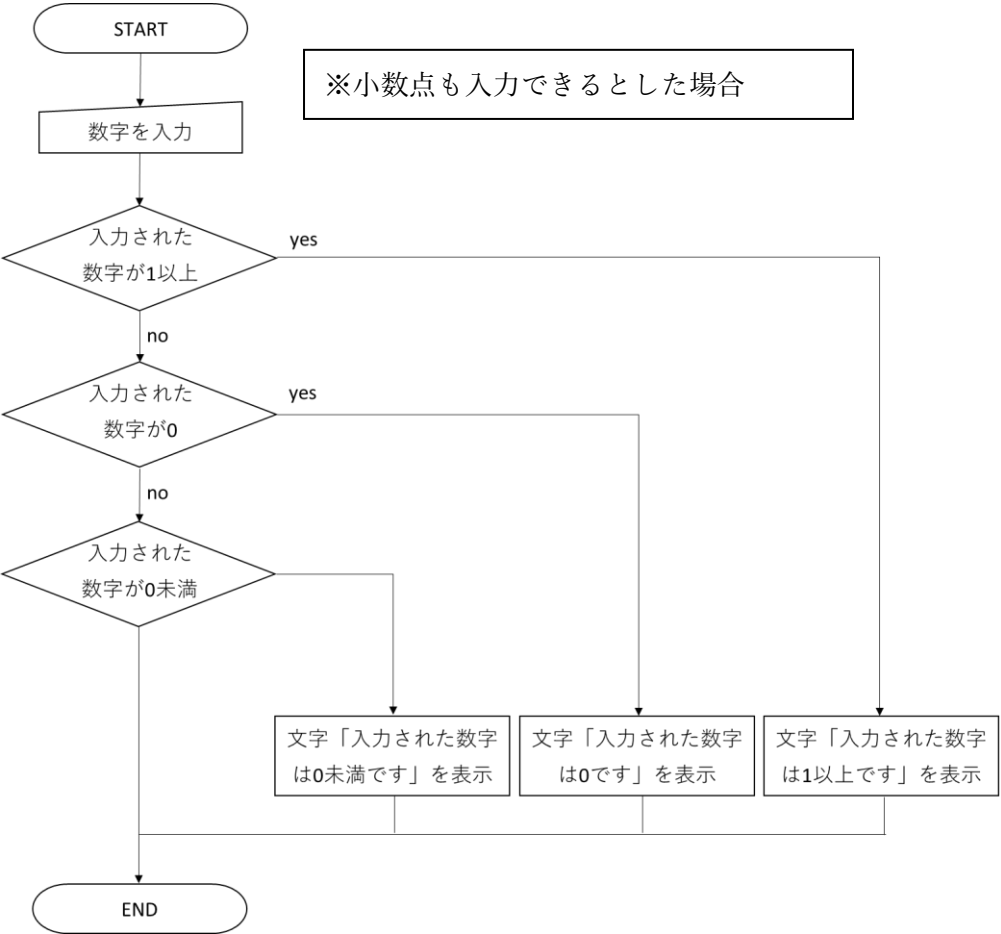 START
※小数点も入力できるとした場合
数字を入力
入力された
数字が1以上
yes
no
入力された
数字が0
yes
no
入力された
数字が0未満
文字「入力された数字
は0未満です」を表示
文字「入力された数字
は0です」を表示
文字「入力された数字
は1以上です」を表示
END